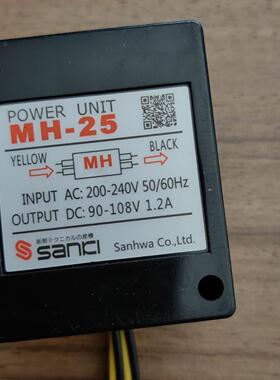 POWER UNIT
MH-25
YELLOW
MH
BLACK
INPUT AC: 200-240V 50/60Hz
OUTPUT DC: 90-108V 1.2A
SANKI Sanhwa Co.,Ltd.